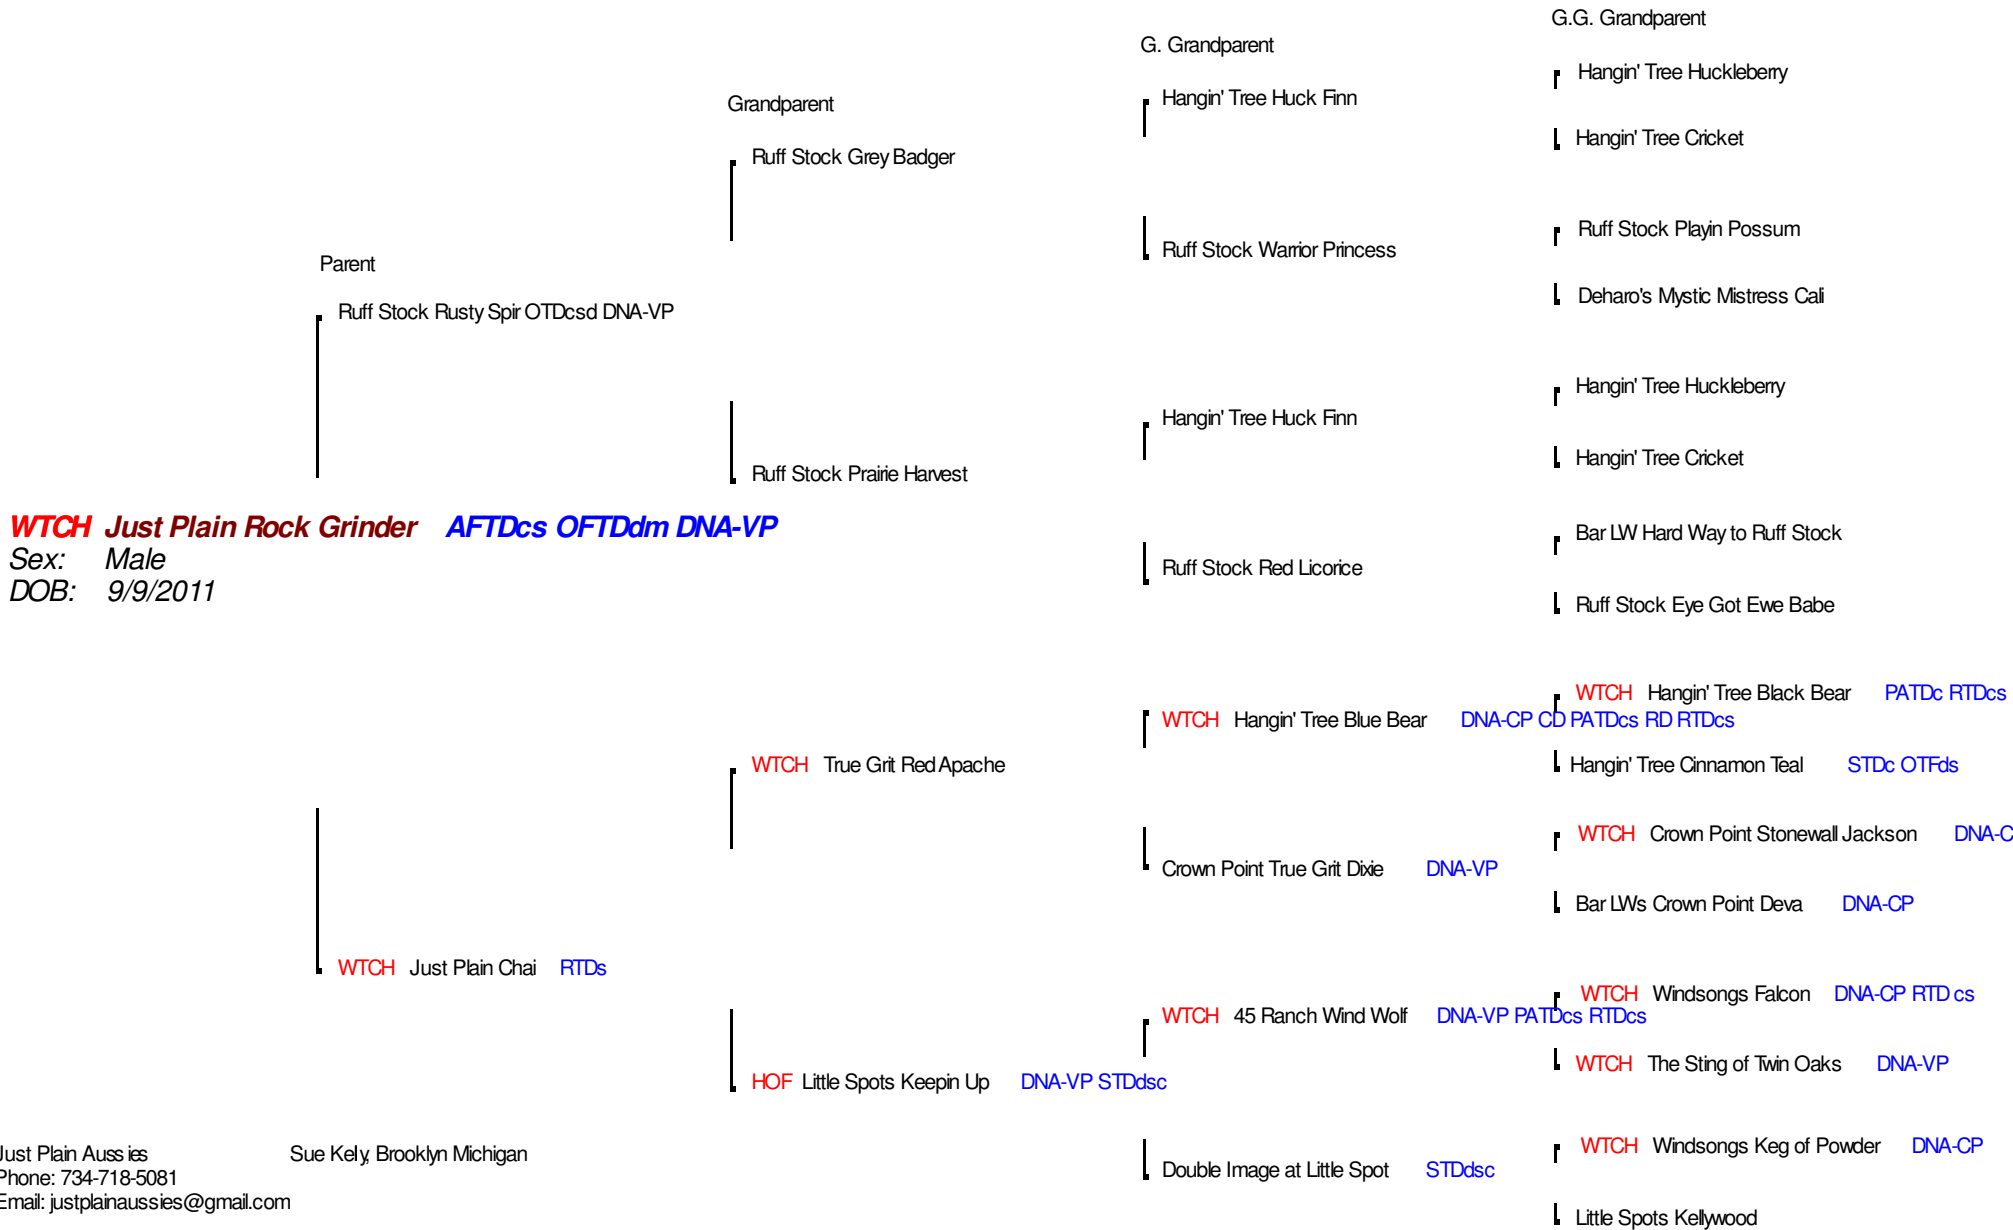 G.G. Grandparent
G. Grandparent
Hangin' Tree Huckleberry
Hangin' Tree Huck Finn
Grandparent
Hangin' Tree Cricket
Ruff Stock Grey Badger
Ruff Stock Playin Possum
Ruff Stock Warrior Princess
Parent
Deharo's Mystic Mistress Cali
Ruff Stock Rusty Spir OTDcsd DNA-VP
Hangin' Tree Huckleberry
Hangin' Tree Huck Finn
Hangin' Tree Cricket
Ruff Stock Prairie Harvest
WTCH Just Plain Rock Grinder AFTDcs OFTDdm DNA-VP
Bar LW Hard Way to Ruff Stock
Sex: Male
Ruff Stock Red Licorice
DOB: 9/9/2011
Ruff Stock Eye Got Ewe Babe
WTCH Hangin' Tree Black Bear PATDc RTDcs
WTCH Hangin' Tree Blue Bear DNA-CP CD PATDcs RD RTDcs
WTCH True Grit Red Apache
Hangin' Tree Cinnamon Teal STDc OTFds
WTCH Crown Point Stonewall Jackson DNA-C
Crown Point True Grit Dixie DNA-VP
Bar LWs Crown Point Deva DNA-CP
WTCH Just Plain Chai RTDs
WTCH Windsongs Falcon DNA-CP RTD cs
WTCH 45 Ranch Wind Wolf DNA-VP PATDcs RTDcs
WTCH The Sting of Twin Oaks DNA-VP
HOF Little Spots Keepin Up DNA-VP STDdsc
Just Plain Aussies Sue Kely, Brooklyn Michigan
WTCH Windsongs Keg of Powder DNA-CP
Double Image at Little Spot STDdsc
Phone: 734-718-5081
Email: justplainaussies@gmail.com
Little Spots Kellywood